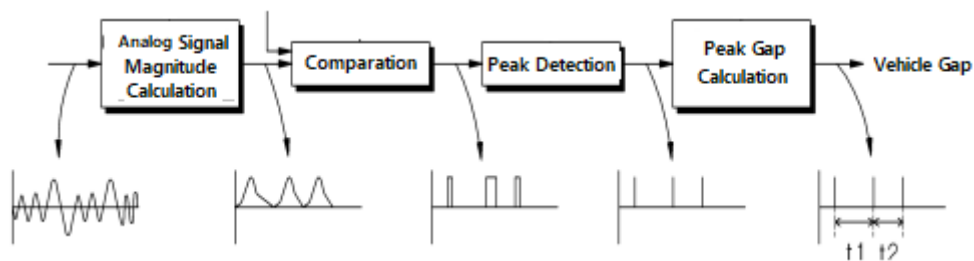 Analog Signal
Magnitude
Calculation
Comparation
Peak Detection
Peak Gap
Calculation
Vehicle Gap
t1 t2